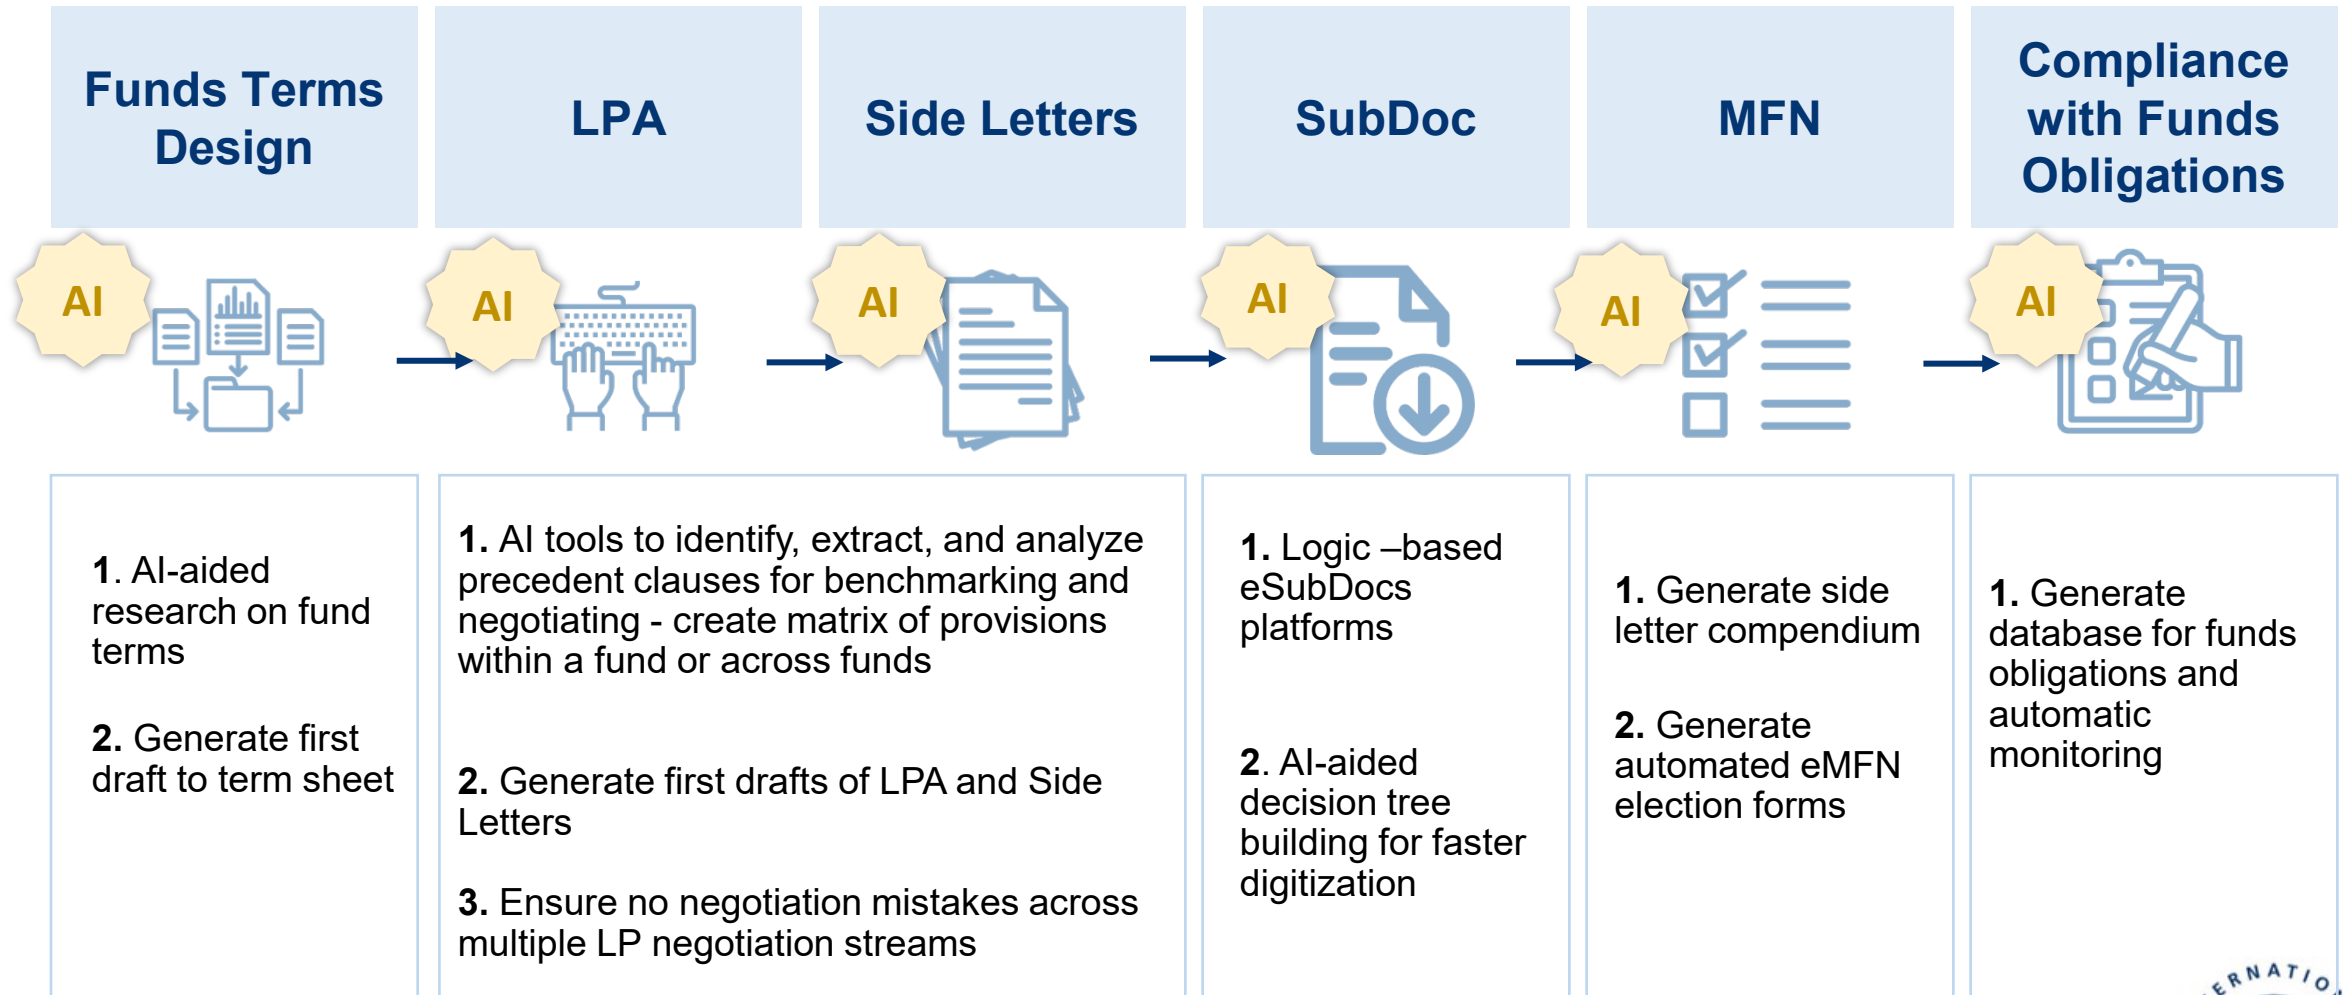 Funds Terms
Design
LPA
Side Letters
SubDoc
MFN
Compliance
with Funds
Obligations
AI
AI
AI
AI
AI
AI
1. AI-aided
research on fund
terms
2. Generate first
draft to term sheet
1. AI tools to identify, extract, and analyze
precedent clauses for benchmarking and
negotiating - create matrix of provisions
within a fund or across funds
2. Generate first drafts of LPA and Side
Letters
3. Ensure no negotiation mistakes across
multiple LP negotiation streams
1. Logic –based
eSubDocs
platforms
2. AI-aided
decision tree
building for faster
digitization
1. Generate side
letter compendium
2. Generate
automated eMFN
election forms
1. Generate
database for funds
obligations and
automatic
monitoring